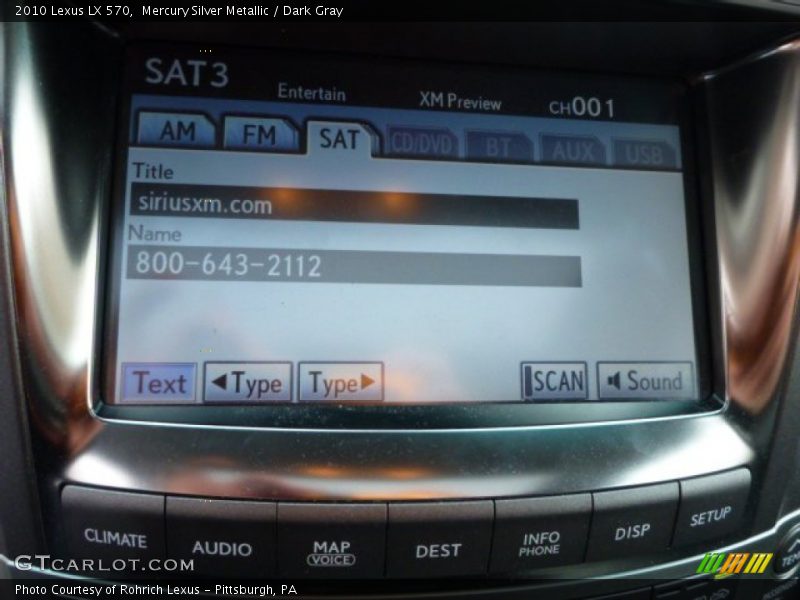 2010 Lexus LX 570,  Mercury Silver Metallic / Dark Gray
SAT3 Entertain XM Preview CH001
AM FM SAT CD/DVD BT AUX USB
Title
siriusxm.com
Name
800-643-2112
Text ◀Type Type▶ SCAN Sound
CLIMATE AUDIO MAP VOICE DEST INFO PHONE DISP SETUP
GTCarlot.com
Photo Courtesy of Rohrich Lexus - Pittsburgh, PA